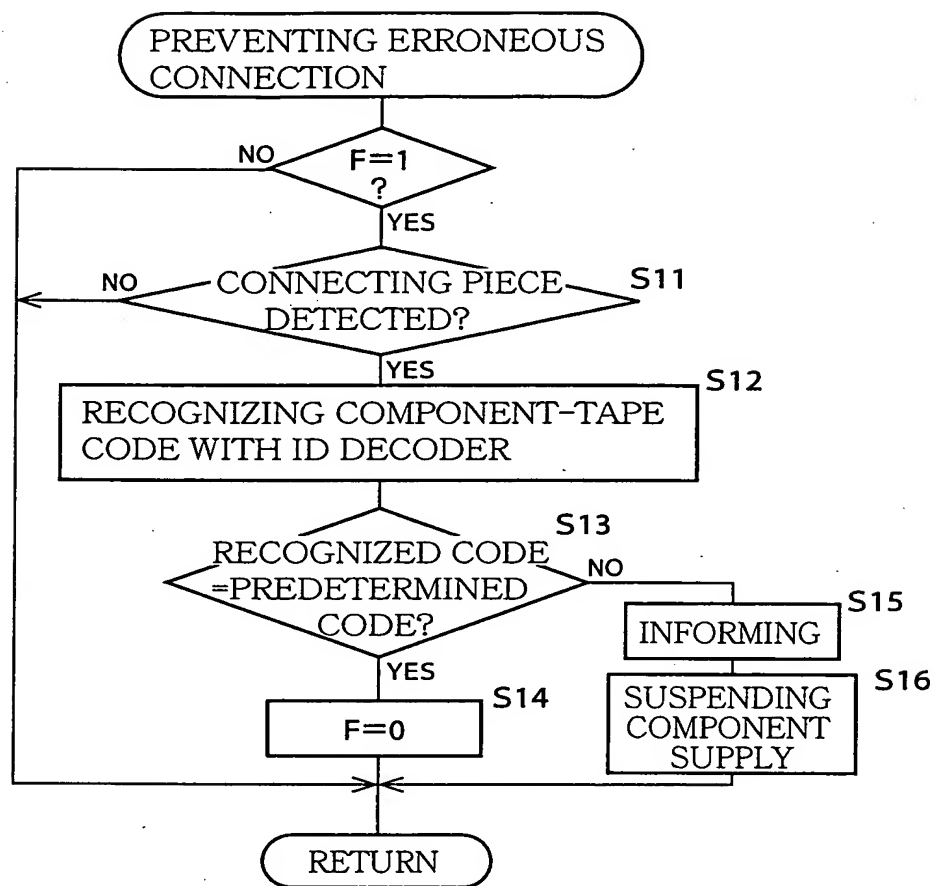 PREVENTING ERRONEOUS
CONNECTION
NO
F=1
?
YES
NO
CONNECTING PIECE
DETECTED?
S11
YES
S12
RECOGNIZING COMPONENT-TAPE
CODE WITH ID DECODER
S13
RECOGNIZED CODE
=PREDETERMINED
CODE?
NO
YES
S15
INFORMING
S14
F=0
S16
SUSPENDING
COMPONENT
SUPPLY
RETURN